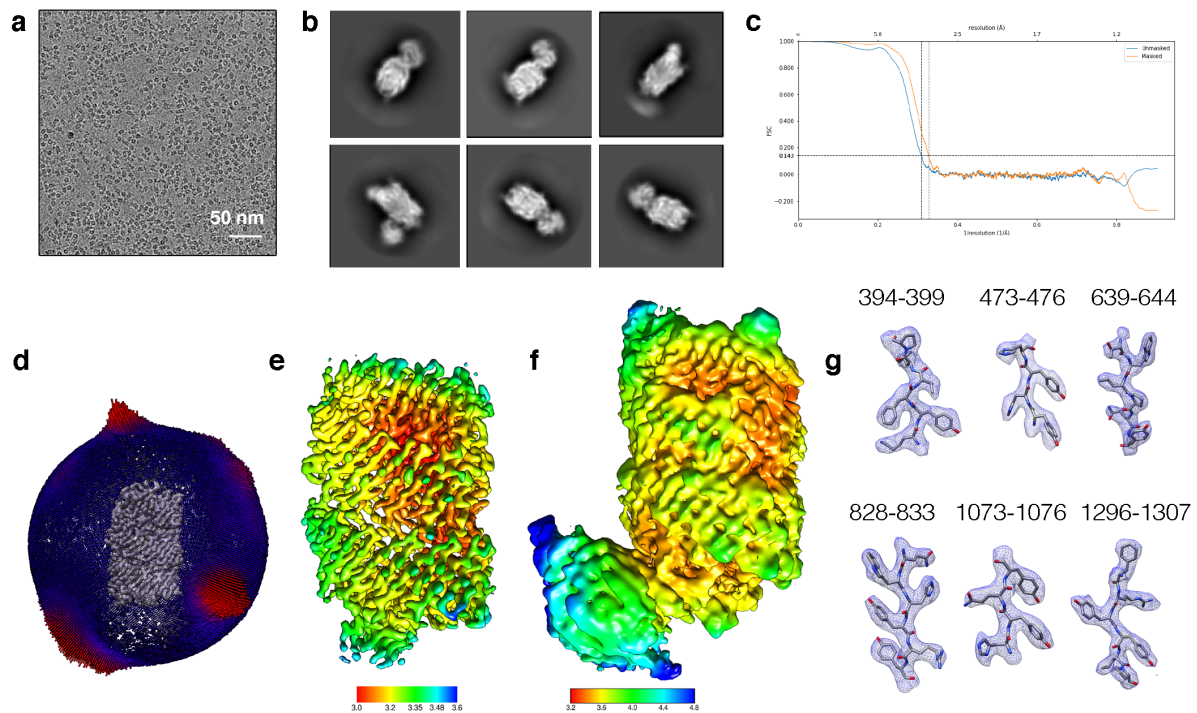 a
50 nm
b
c
resolution (Å)
∞ 5.0 2.5 1.7 1.2
1.000
0.800
0.600
0.400
0.200
0.143
0.000
−0.200
FSC
Unmasked
Masked
0.0 0.2 0.4 0.6 0.8
1/resolution (1/Å)
d
e
3.0 3.2 3.35 3.48 3.6
f
3.2 3.6 4.0 4.4 4.8
g
394-399 473-476 639-644
828-833 1073-1076 1296-1307